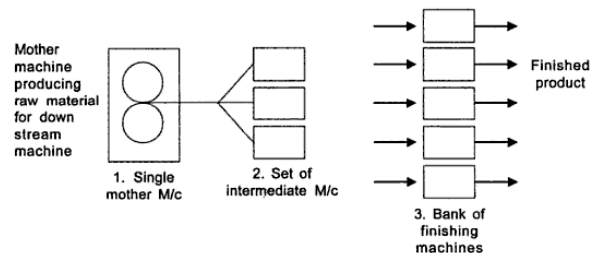 Mother
machine
producing
raw material
for down
stream
machine
1. Single
mother M/c
2. Set of
intermediate M/c
Finished
product
3. Bank of
finishing
machines